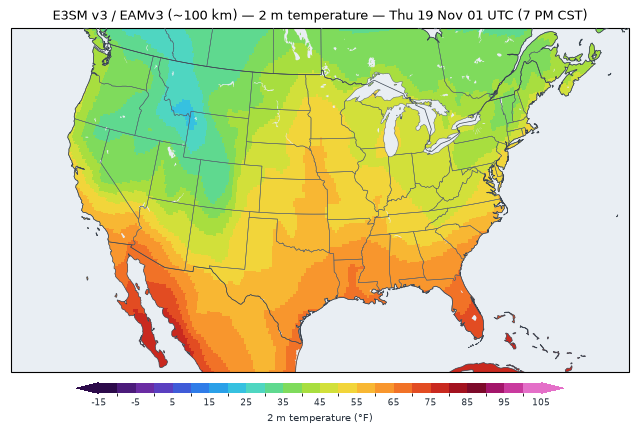 E3SM v3 / EAMv3 (~100 km) — 2 m temperature — Thu 19 Nov 01 UTC (7 PM CST)
-15 -5 5 15 25 35 45 55 65 75 85 95 105
2 m temperature (°F)